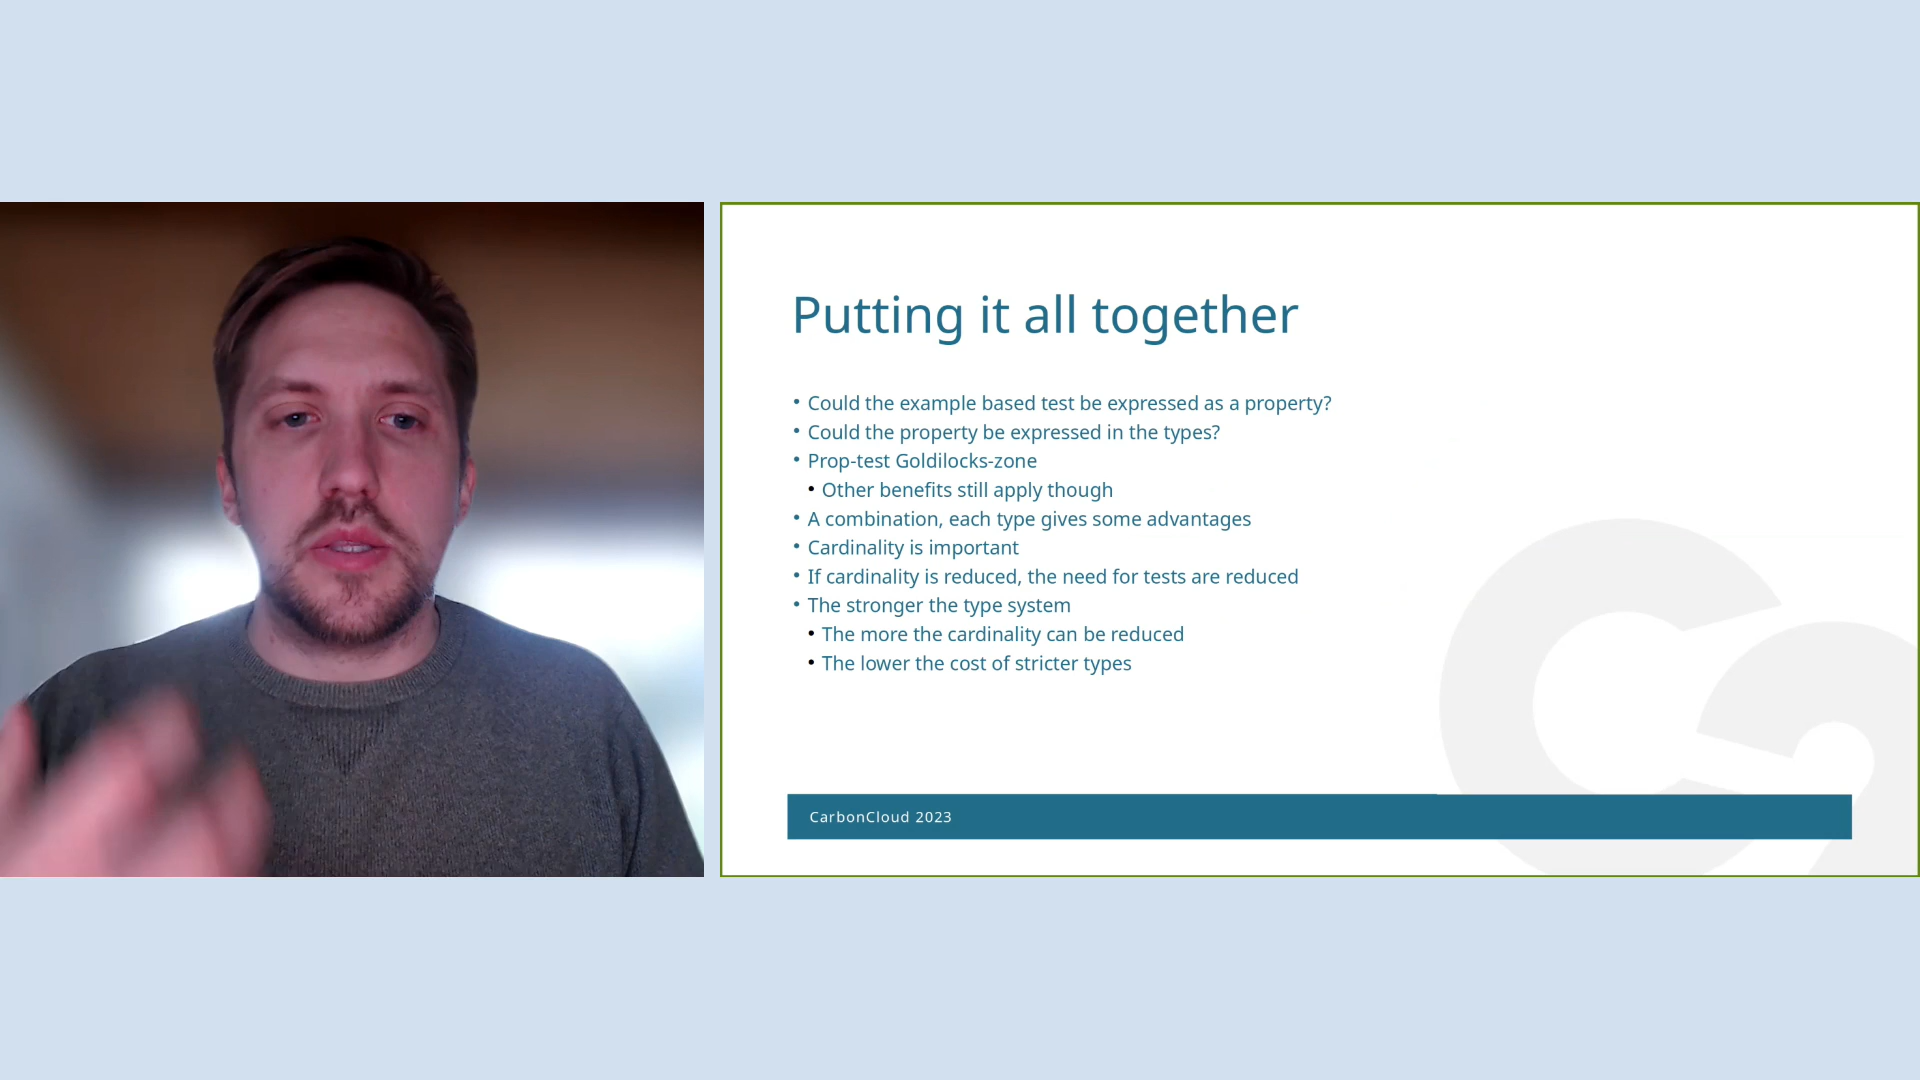 Putting it all together
• Could the example based test be expressed as a property?
• Could the property be expressed in the types?
• Prop-test Goldilocks-zone
• Other benefits still apply though
• A combination, each type gives some advantages
• Cardinality is important
• If cardinality is reduced, the need for tests are reduced
• The stronger the type system
• The more the cardinality can be reduced
• The lower the cost of stricter types
CarbonCloud 2023